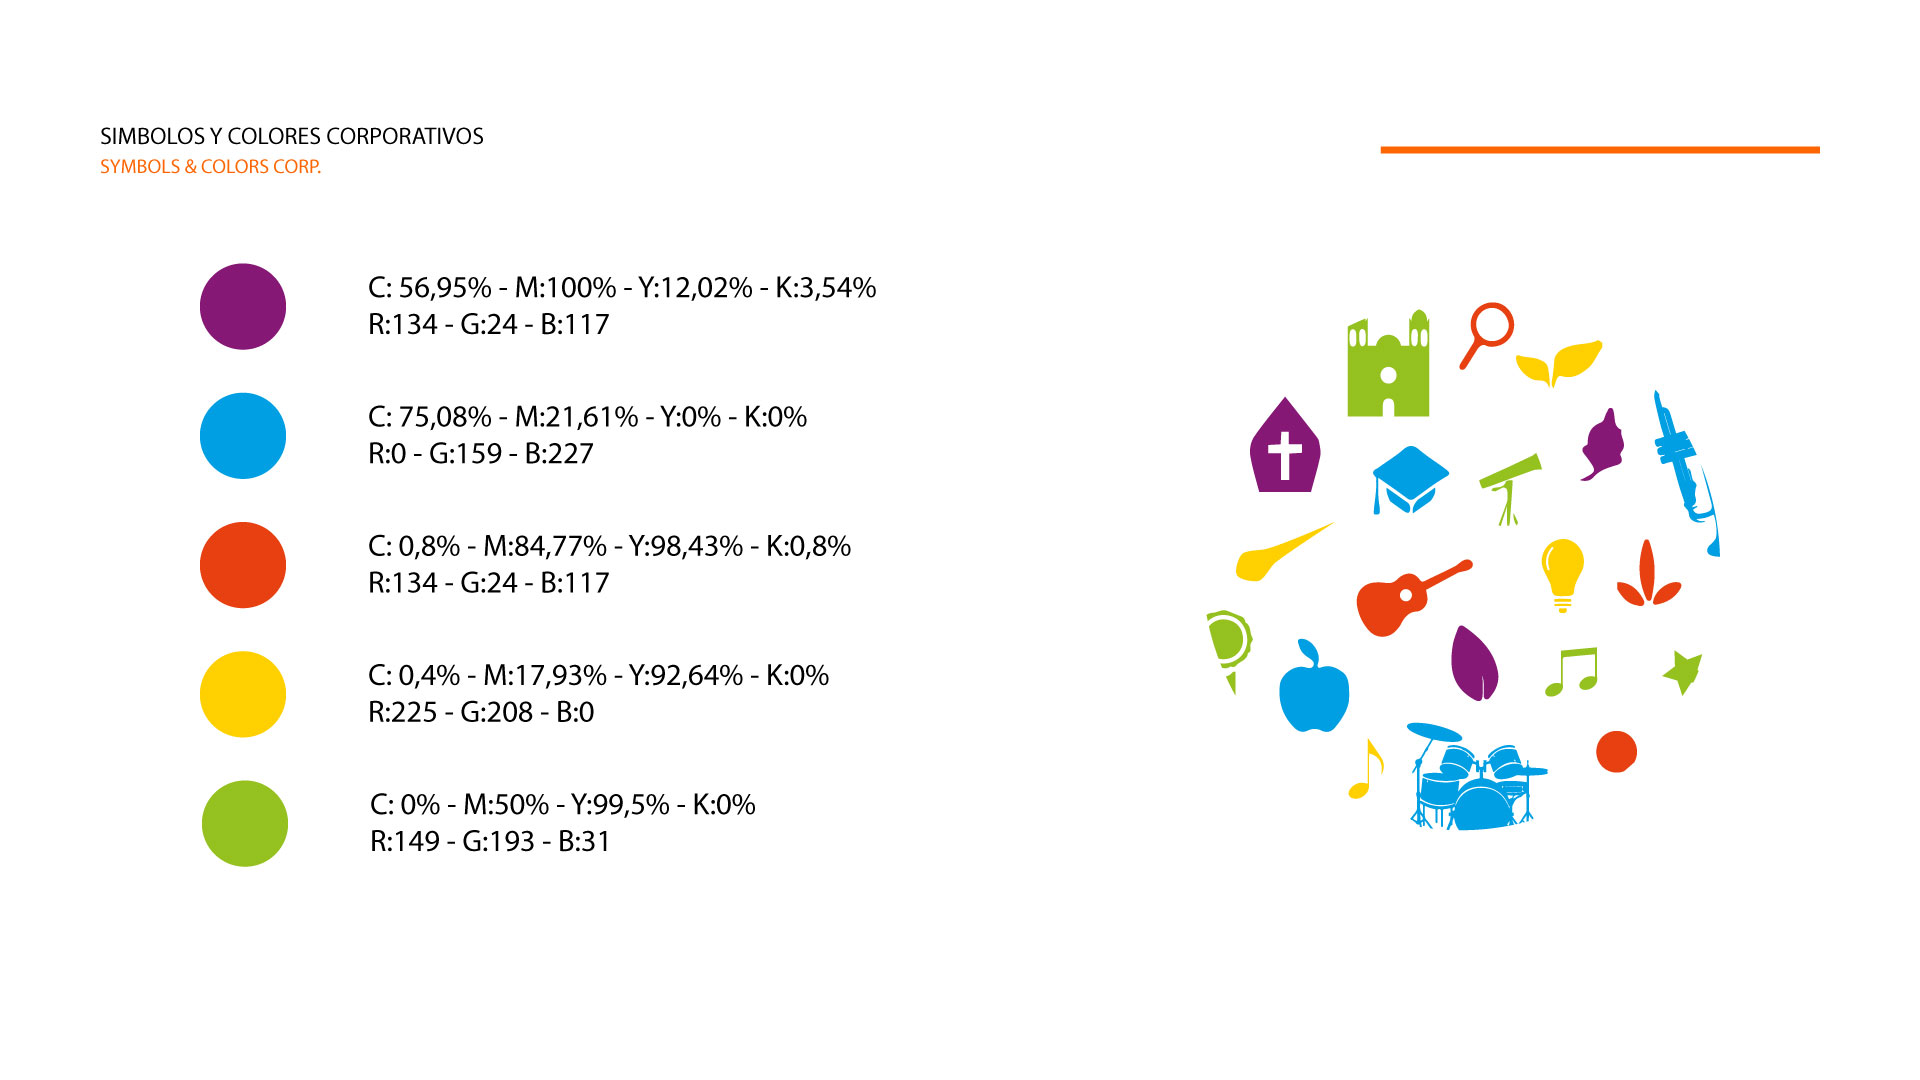 SIMBOLOS Y COLORES CORPORATIVOS
SYMBOLS & COLORS CORP.
C: 56,95% - M:100% - Y:12,02% - K:3,54%
R:134 - G:24 - B:117
C: 75,08% - M:21,61% - Y:0% - K:0%
R:0 - G:159 - B:227
C: 0,8% - M:84,77% - Y:98,43% - K:0,8%
R:134 - G:24 - B:117
C: 0,4% - M:17,93% - Y:92,64% - K:0%
R:225 - G:208 - B:0
C: 0% - M:50% - Y:99,5% - K:0%
R:149 - G:193 - B:31